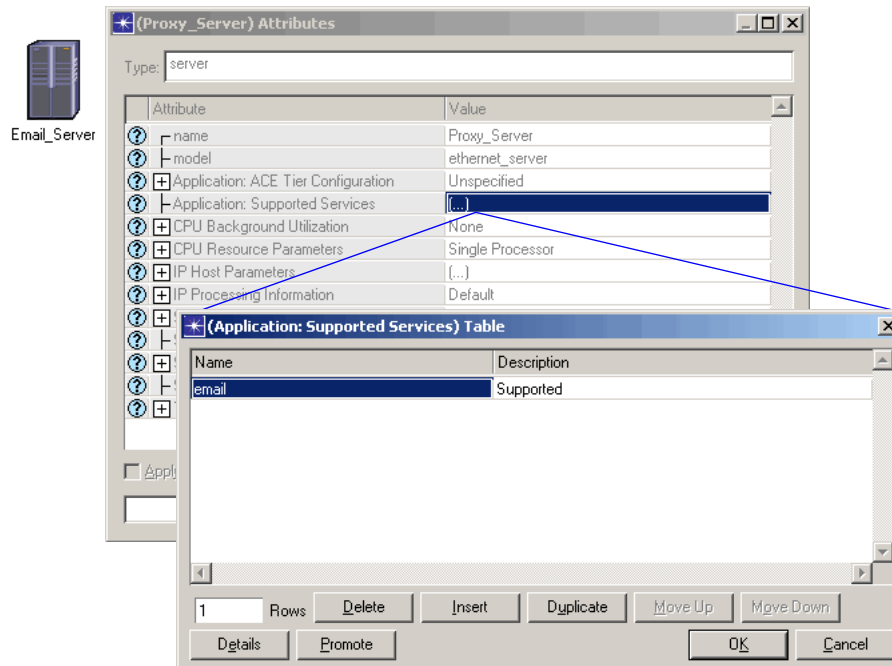 (Proxy_Server) Attributes
Type: server
Email_Server
Attribute Value
name Proxy_Server
model ethernet_server
Application: ACE Tier Configuration Unspecified
Application: Supported Services (...)
CPU Background Utilization None
CPU Resource Parameters Single Processor
IP Host Parameters (...)
IP Processing Information Default
(Application: Supported Services) Table
Name Description
email Supported
1 Rows Delete Insert Duplicate Move Up Move Down
Details Promote OK Cancel